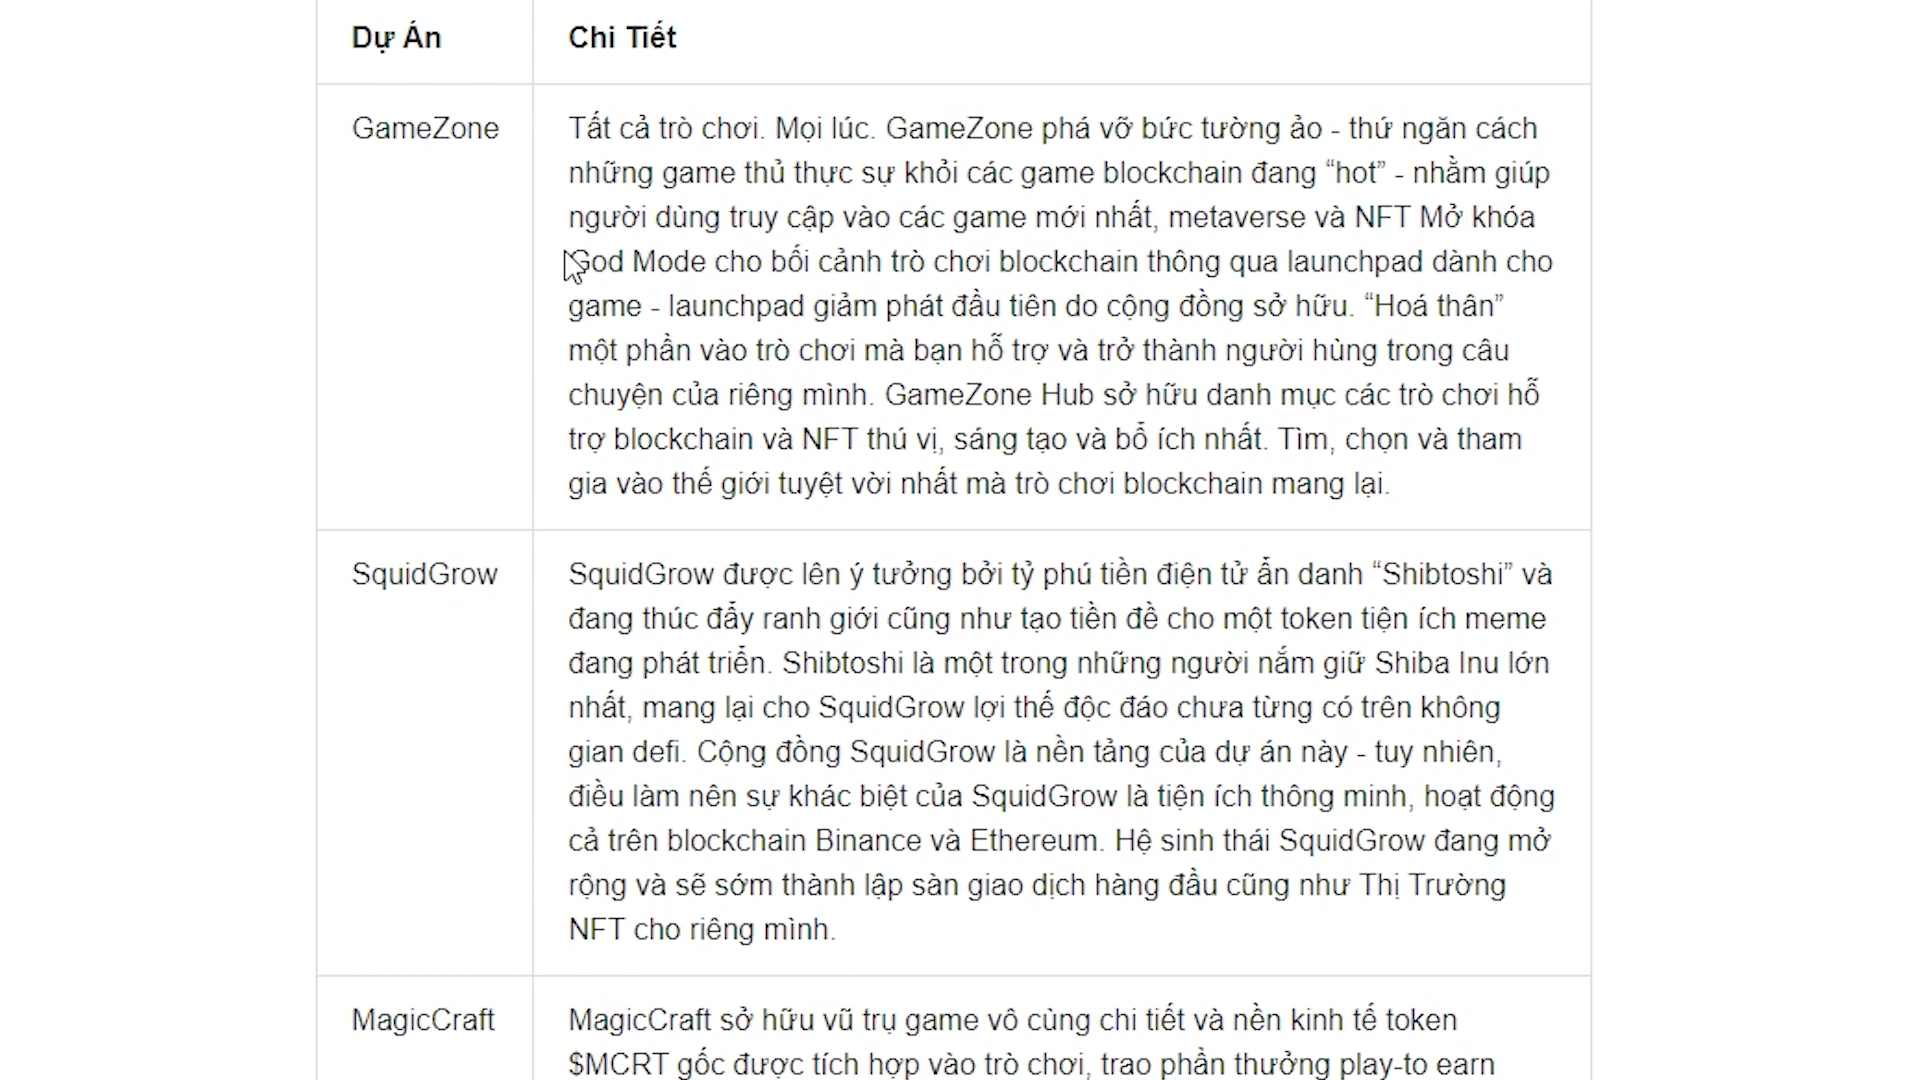 Dự Án
Chi Tiết
GameZone
Tất cả trò chơi. Mọi lúc. GameZone phá vỡ bức tường ảo - thứ ngăn cách
những game thủ thực sự khỏi các game blockchain đang “hot” - nhằm giúp
người dùng truy cập vào các game mới nhất, metaverse và NFT Mở khóa
God Mode cho bối cảnh trò chơi blockchain thông qua launchpad dành cho
game - launchpad giảm phát đầu tiên do cộng đồng sở hữu. “Hoá thân”
một phần vào trò chơi mà bạn hỗ trợ và trở thành người hùng trong câu
chuyện của riêng mình. GameZone Hub sở hữu danh mục các trò chơi hỗ
trợ blockchain và NFT thú vị, sáng tạo và bổ ích nhất. Tìm, chọn và tham
gia vào thế giới tuyệt vời nhất mà trò chơi blockchain mang lại.
SquidGrow
SquidGrow được lên ý tưởng bởi tỷ phú tiền điện tử ẩn danh “Shibtoshi” và
đang thúc đẩy ranh giới cũng như tạo tiền đề cho một token tiện ích meme
đang phát triển. Shibtoshi là một trong những người nắm giữ Shiba Inu lớn
nhất, mang lại cho SquidGrow lợi thế độc đáo chưa từng có trên không
gian defi. Cộng đồng SquidGrow là nền tảng của dự án này - tuy nhiên,
điều làm nên sự khác biệt của SquidGrow là tiện ích thông minh, hoạt động
cả trên blockchain Binance và Ethereum. Hệ sinh thái SquidGrow đang mở
rộng và sẽ sớm thành lập sàn giao dịch hàng đầu cũng như Thị Trường
NFT cho riêng mình.
MagicCraft
MagicCraft sở hữu vũ trụ game vô cùng chi tiết và nền kinh tế token
$MCRT gốc được tích hợp vào trò chơi, trao phần thưởng play-to earn